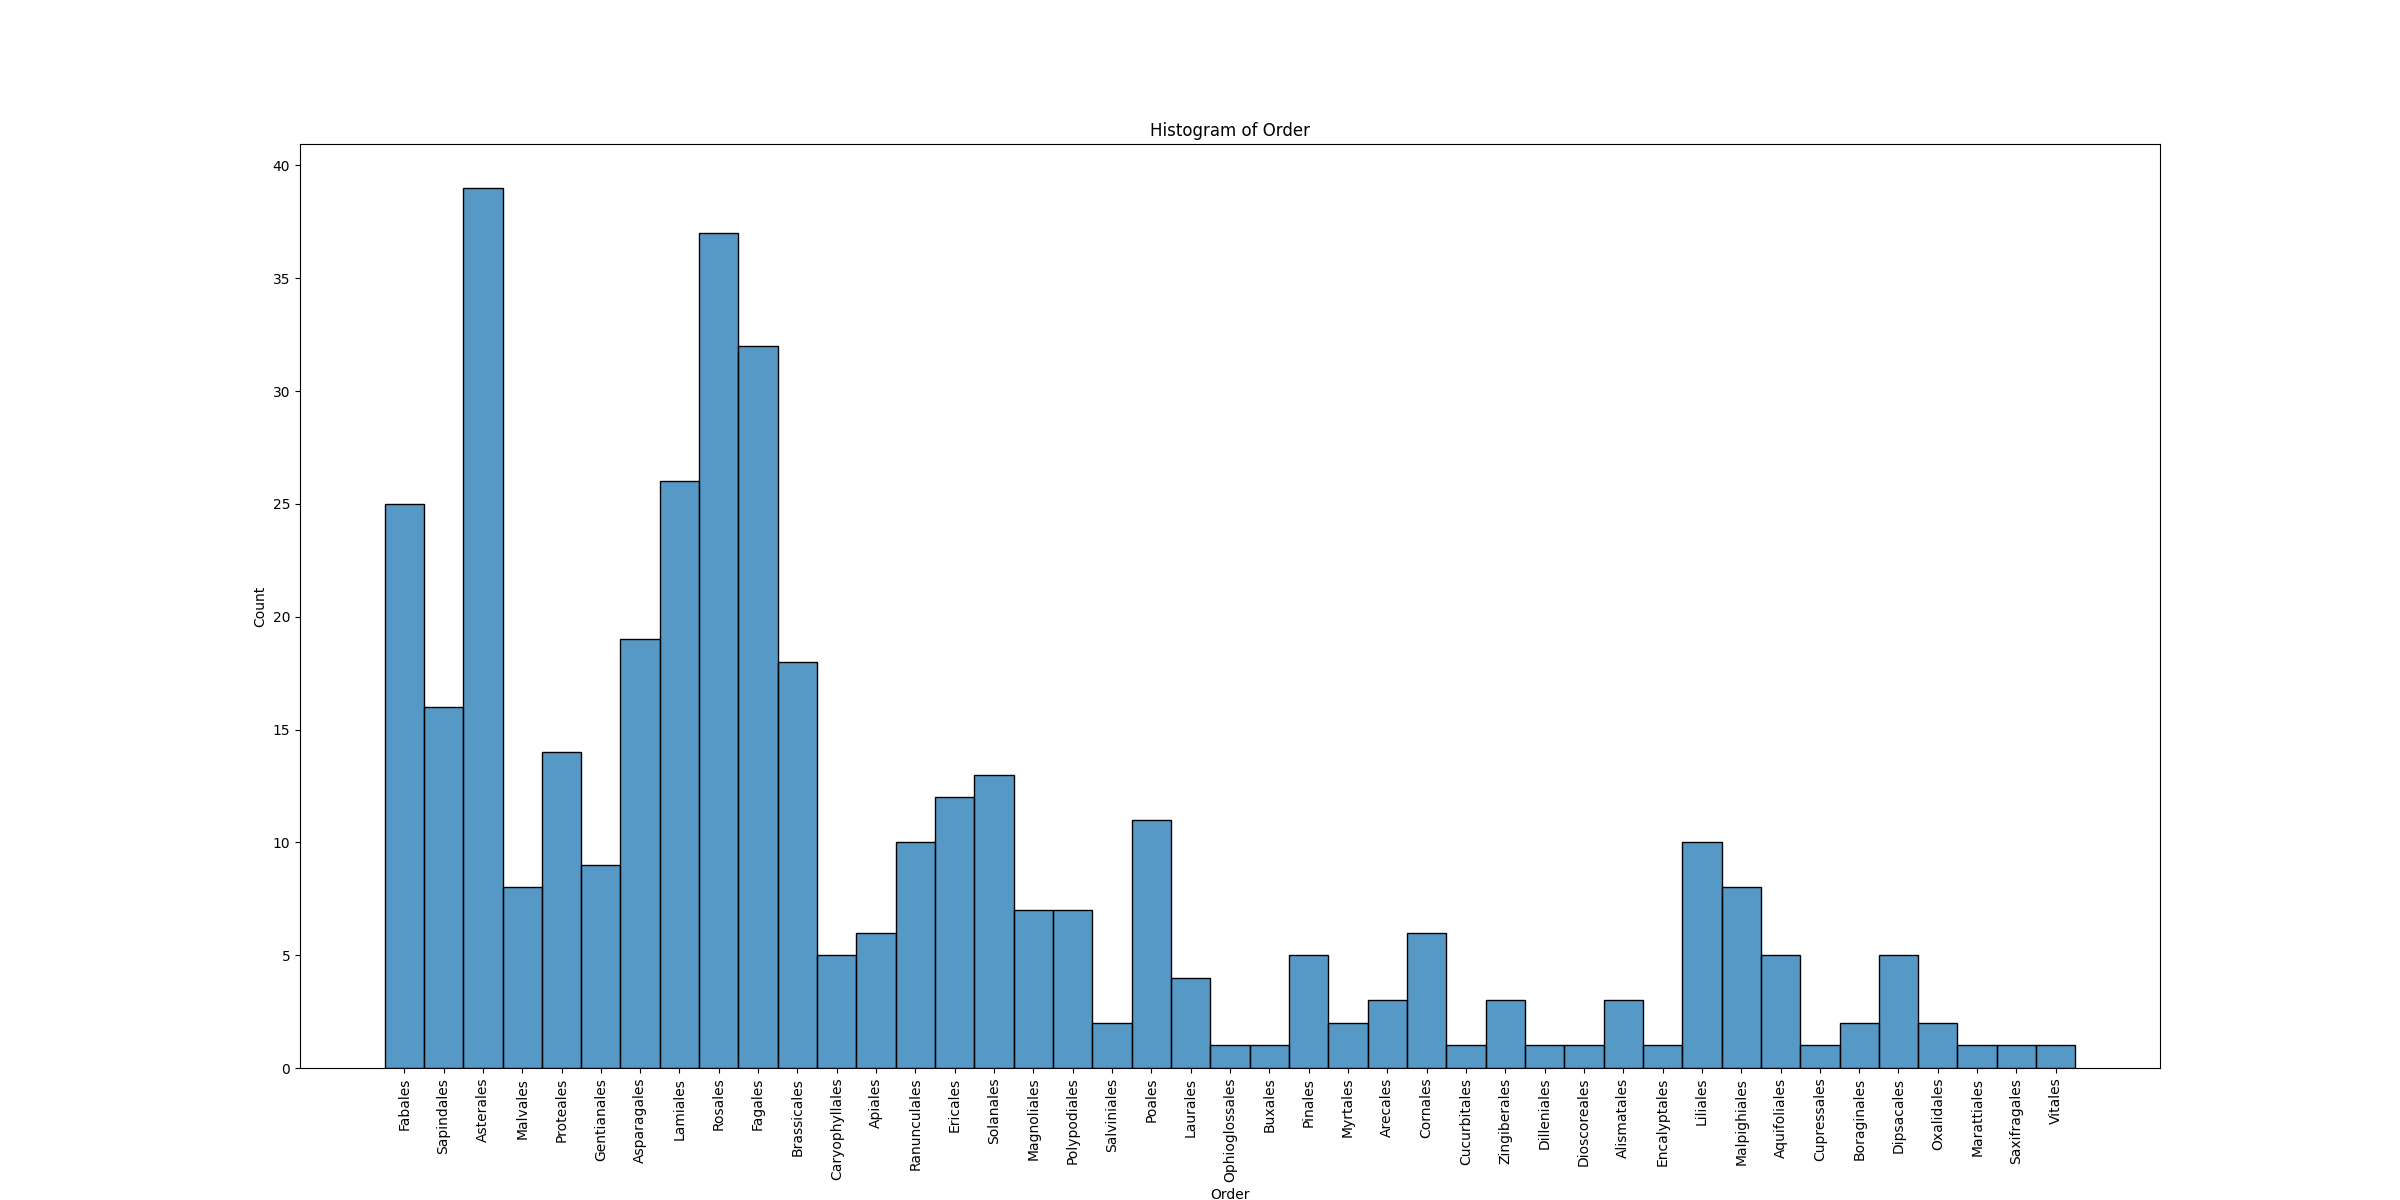 Histogram of Order
40
35
30
25
20
15
10
5
0
Count
Fabales
Sapindales
Asterales
Malvales
Proteales
Gentianales
Asparagales
Lamiales
Rosales
Fagales
Brassicales
Caryophyllales
Apiales
Ranunculales
Ericales
Solanales
Magnoliales
Polypodiales
Salviniales
Poales
Laurales
Ophioglossales
Buxales
Pinales
Myrtales
Arecales
Cornales
Cucurbitales
Zingiberales
Dilleniales
Dioscoreales
Alismatales
Encalyptales
Liliales
Malpighiales
Aquifoliales
Cupressales
Boraginales
Dipsacales
Oxalidales
Marattiales
Saxifragales
Vitales
Order